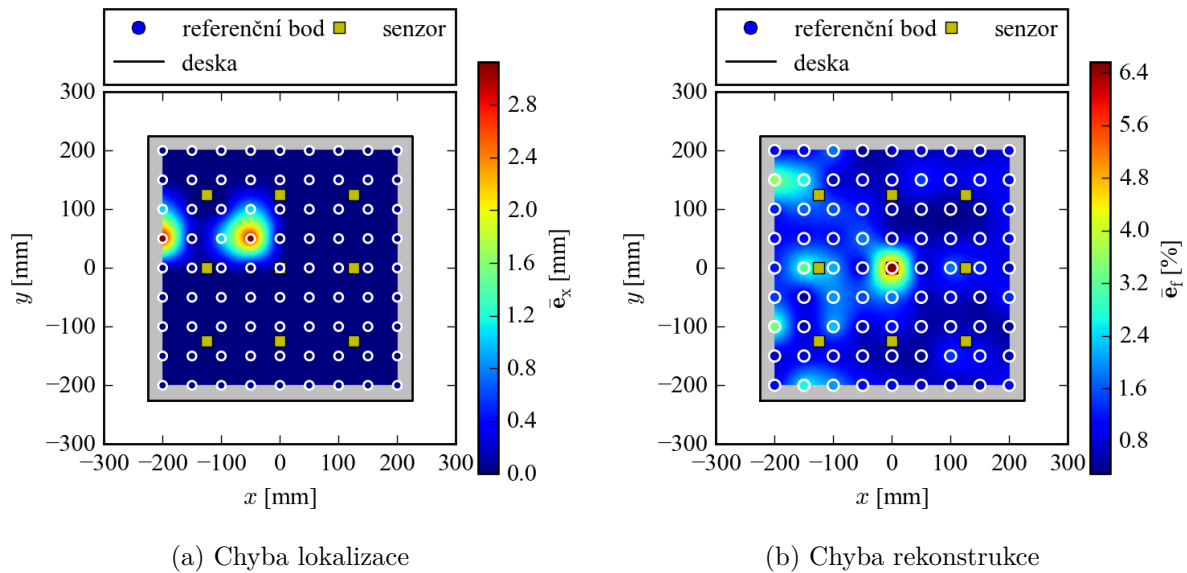 referenční bod senzor
deska
300
200
100
0
−100
−200
−300
y [mm]
−300 −200 −100 0 100 200 300
x [mm]
2.8
2.4
2.0
1.6
1.2
0.8
0.4
0.0
ēx [mm]
(a) Chyba lokalizace
referenční bod senzor
deska
300
200
100
0
−100
−200
−300
y [mm]
−300 −200 −100 0 100 200 300
x [mm]
6.4
5.6
4.8
4.0
3.2
2.4
1.6
0.8
ēf [%]
(b) Chyba rekonstrukce